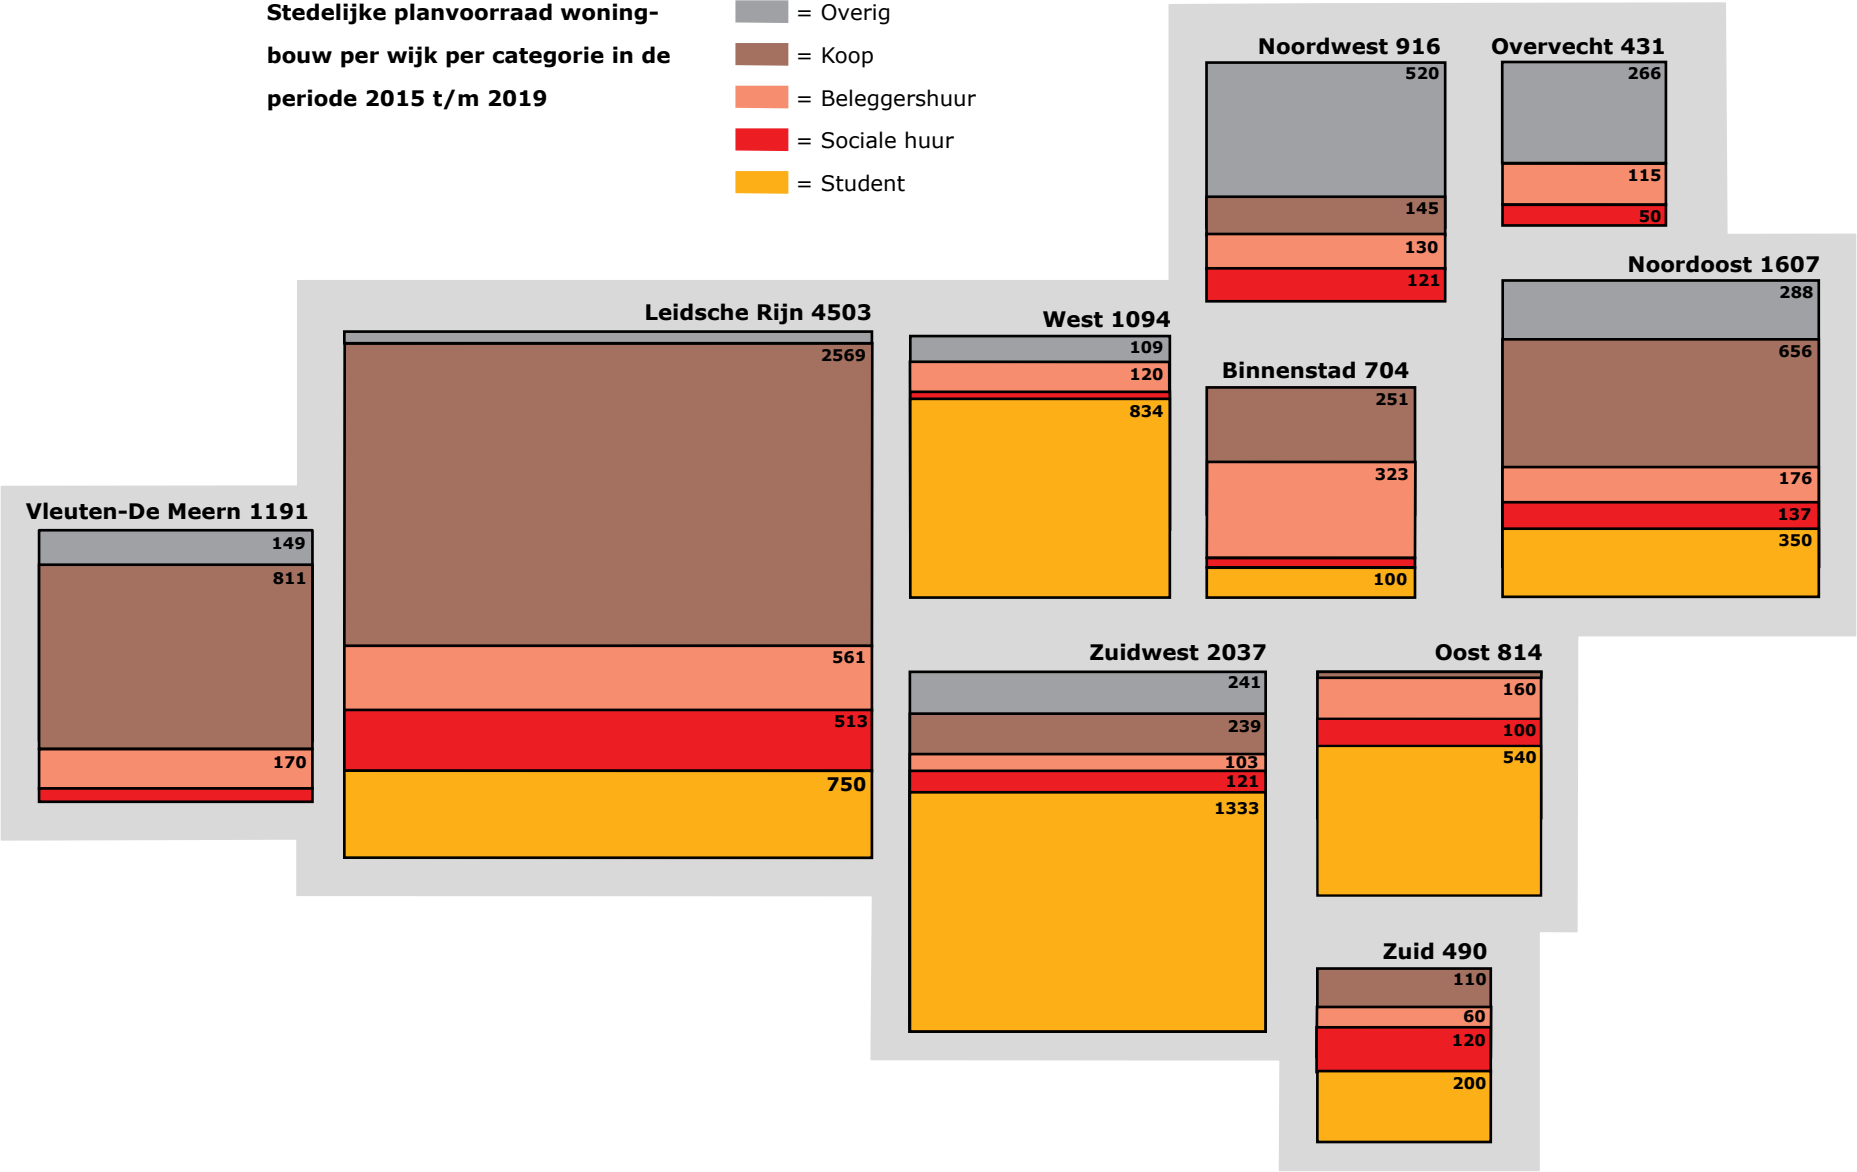 Stedelijke planvoorraad woning-
bouw per wijk per categorie in de
periode 2015 t/m 2019
= Overig
= Koop
= Beleggershuur
= Sociale huur
= Student
Noordwest 916
520
145
130
121
Overvecht 431
266
115
50
Noordoost 1607
288
656
176
137
350
Leidsche Rijn 4503
2569
561
513
750
West 1094
109
120
834
Binnenstad 704
251
323
100
Vleuten-De Meern 1191
149
811
170
Zuidwest 2037
241
239
103
121
1333
Oost 814
160
100
540
Zuid 490
110
60
120
200